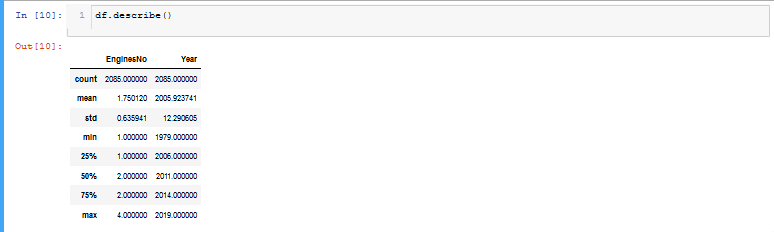 In [10]: 1 df.describe()
Out[10]:
EnginesNo Year
count 2085.000000 2085.000000
mean 1.750120 2005.923741
std 0.635941 12.290605
min 1.000000 1979.000000
25% 1.000000 2006.000000
50% 2.000000 2011.000000
75% 2.000000 2014.000000
max 4.000000 2019.000000